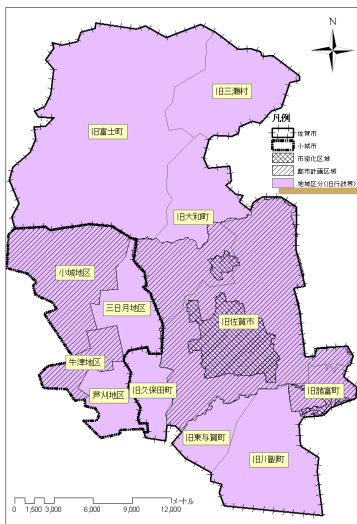 N
旧三瀬村
旧富士町
凡例
佐賀市
小城市
市街化区域
都市計画区域
地域区分(旧行政界)
旧大和町
小城地区
三日月地区
旧佐賀市
牛津地区
芦刈地区
旧久保田町
旧諸富町
旧東与賀町
旧川副町
0 1,500 3,000 6,000 9,000 12,000 メートル